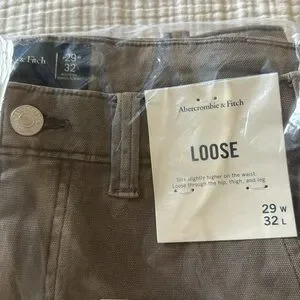 & Fitch
29 W
32 L
Abercrombie & Fitch
LOOSE
Sits slightly higher on the waist.
Loose through the hip, thigh, and leg
29 W
32 L